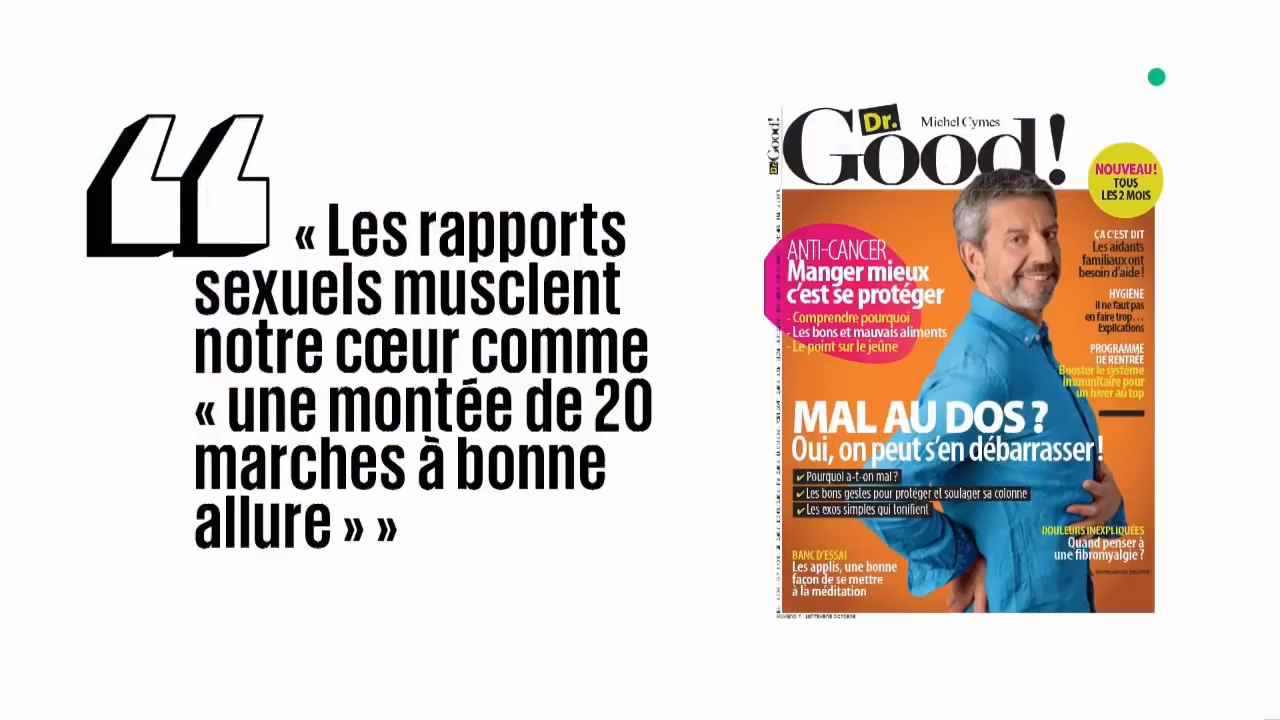 « Les rapports
sexuels musclent
notre cœur comme
« une montée de 20
marches à bonne
allure » »
Dr. Good!
Dr.
Michel Cymes
Good!
NOUVEAU!
TOUS
LES 2 MOIS
ANTI-CANCER
Manger mieux
c'est se protéger
- Comprendre pourquoi
- Les bons et mauvais aliments
- Le point sur le jeûne
ÇA C'EST DIT
Les aidants
familiaux ont
besoin d'aide !
HYGIÈNE
Il ne faut pas
en faire trop...
Explications
PROGRAMME
DE RENTRÉE
Booster le système
immunitaire pour
un hiver au top
MAL AU DOS ?
Oui, on peut s'en débarrasser !
✔ Pourquoi a-t-on mal ?
✔ Les bons gestes pour protéger et soulager sa colonne
✔ Les exos simples qui tonifient
DOULEURS INEXPLIQUÉES
Quand penser à
une fibromyalgie ?
BANC D'ESSAI
Les applis, une bonne
façon de se mettre
à la méditation
NUMÉRO 7 SEPTEMBRE-OCTOBRE